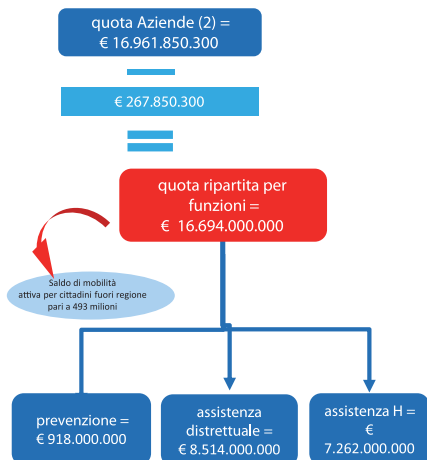 quota Aziende (2) =
€ 16.961.850.300
€ 267.850.300
quota ripartita per
funzioni =
€ 16.694.000.000
Saldo di mobilità
attiva per cittadini fuori regione
pari a 493 milioni
prevenzione =
€ 918.000.000
assistenza
distrettuale =
€ 8.514.000.000
assistenza H =
€
7.262.000.000